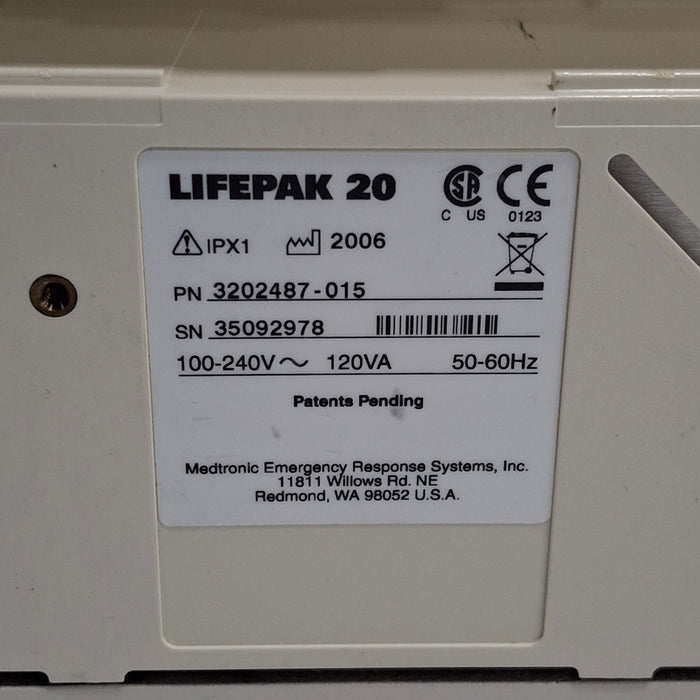 LIFEPAK 20
C US 0123
IPX1 2006
PN 3202487-015
SN 35092978
100-240V~ 120VA 50-60Hz
Patents Pending
Medtronic Emergency Response Systems, Inc.
11811 Willows Rd. NE
Redmond, WA 98052 U.S.A.